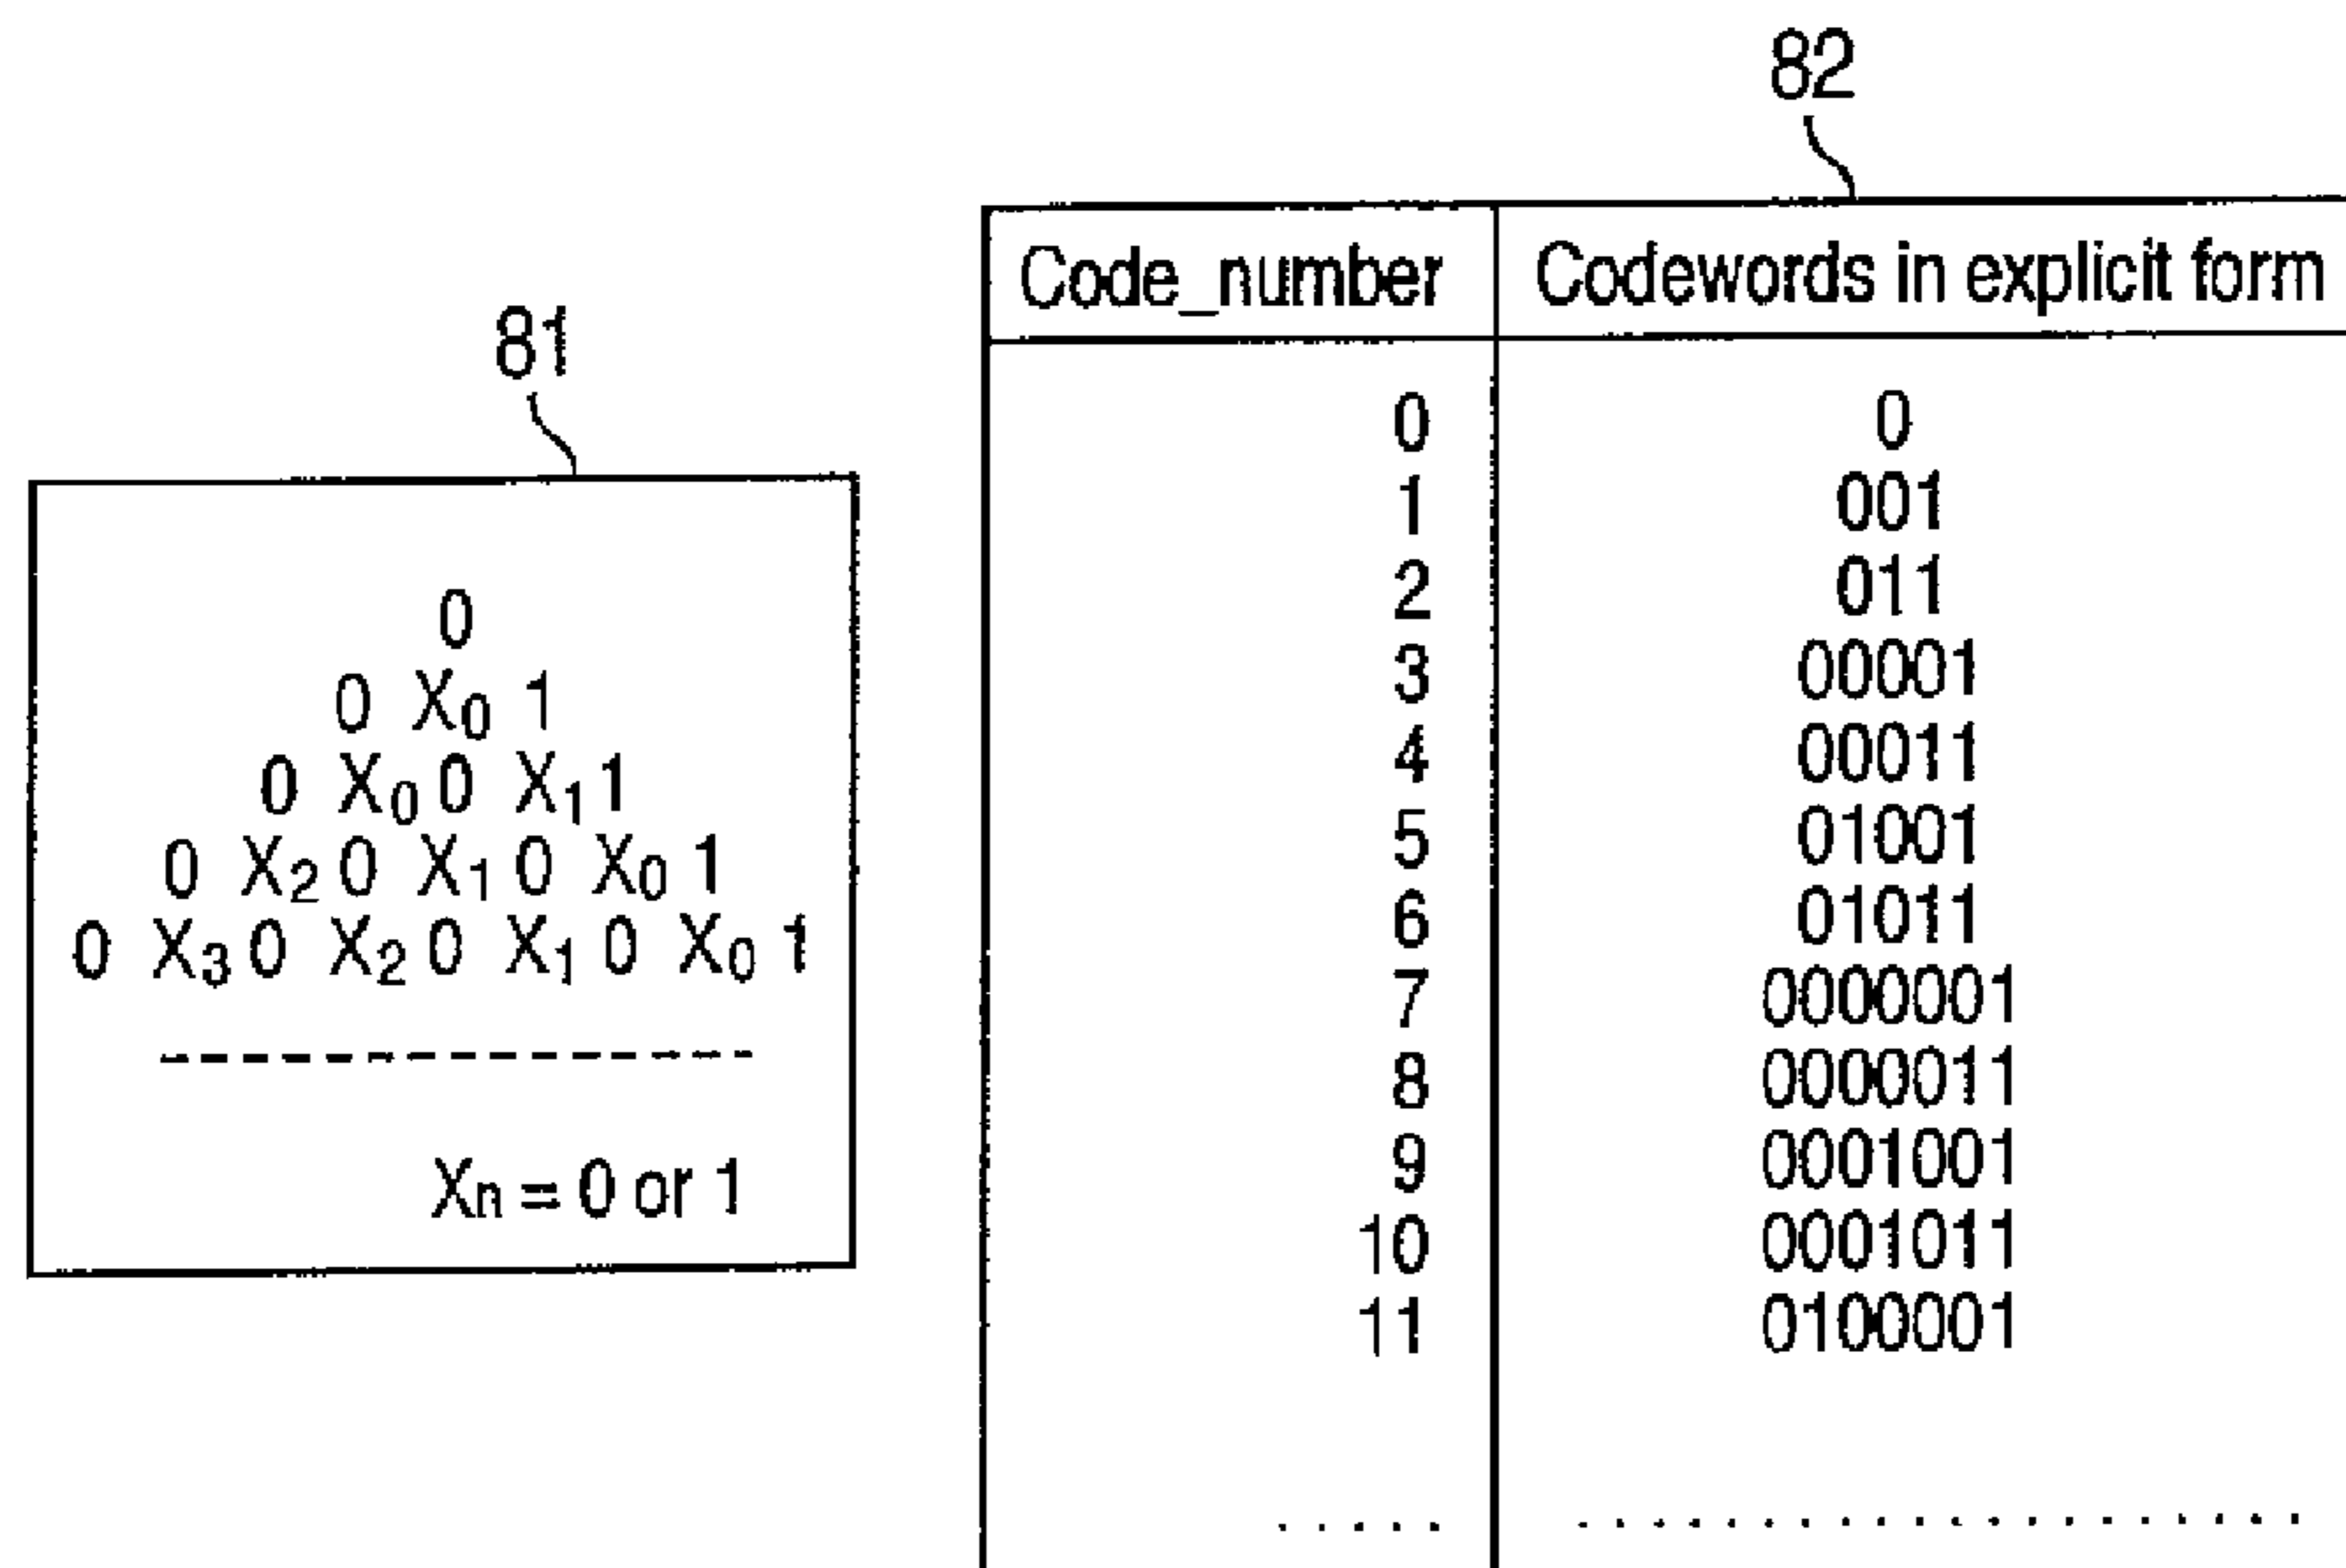 81
0
0 X0 1
0 X0 0 X1 1
0 X2 0 X1 0 X0 1
0 X3 0 X2 0 X1 0 X0 1
Xn = 0 or 1
82
Code_number Codewords in explicit form
0 0
1 001
2 011
3 00001
4 00011
5 01001
6 01011
7 0000001
8 0000011
9 0001001
10 0001011
11 0100001
..... ....................